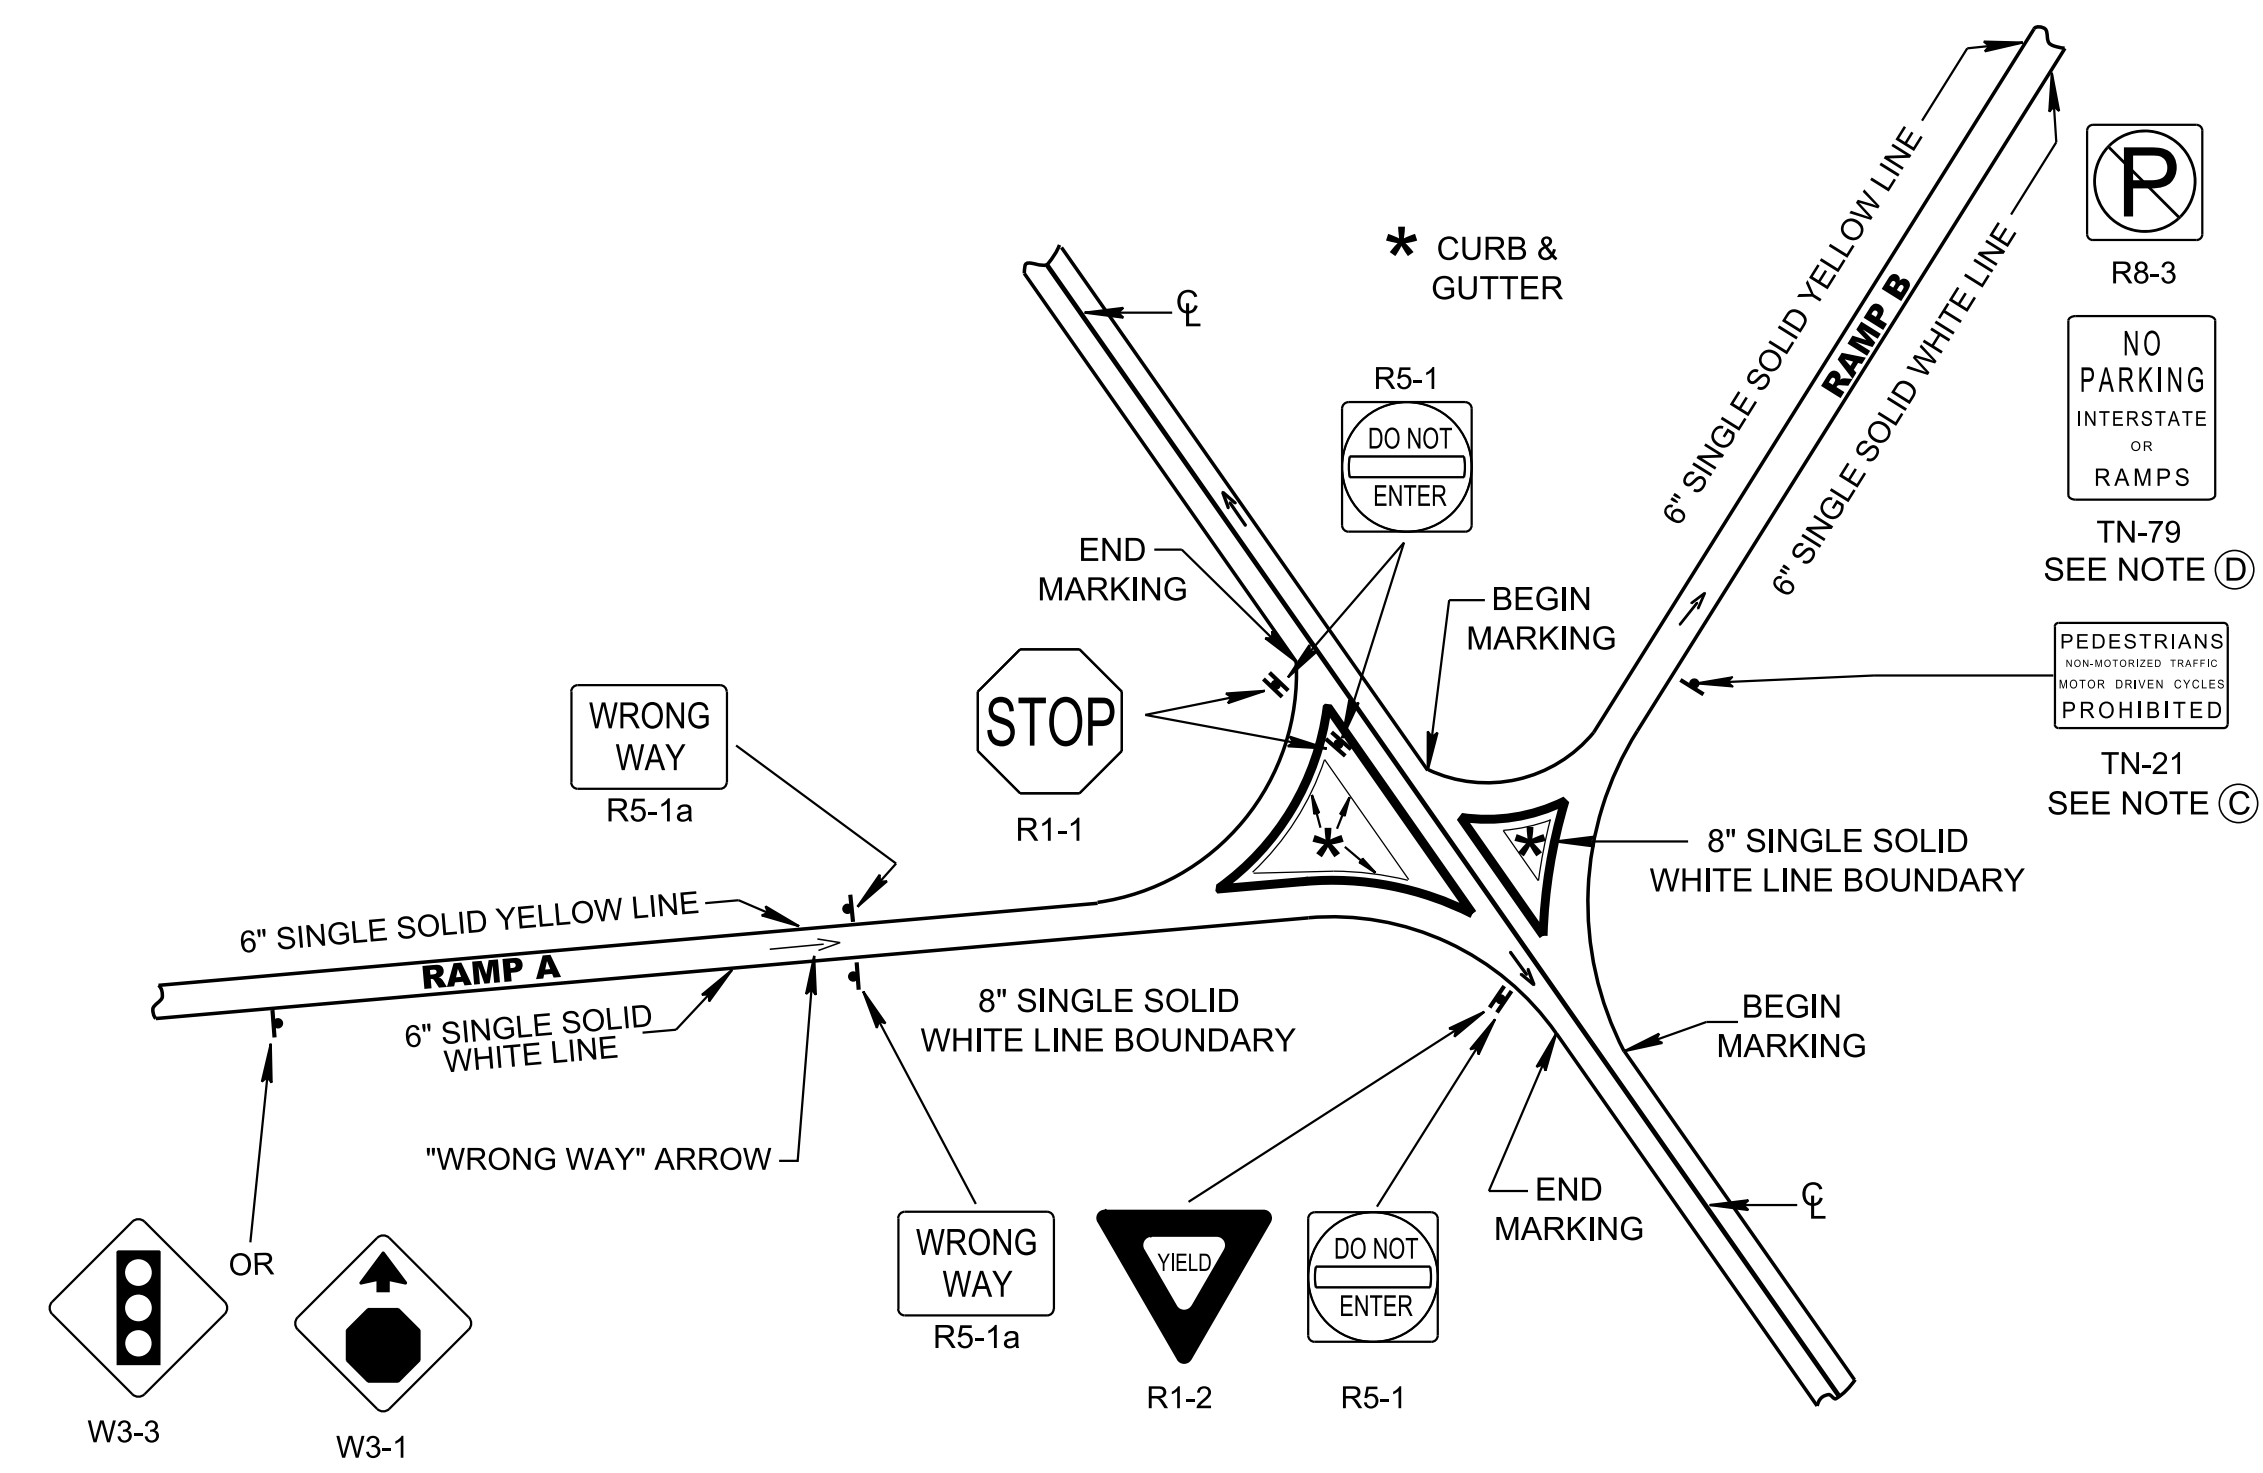 * CURB &
GUTTER
℄
R5-1
DO NOT
ENTER
END
MARKING
BEGIN
MARKING
6" SINGLE SOLID YELLOW LINE
RAMP B
6" SINGLE SOLID WHITE LINE
P
R8-3
NO
PARKING
INTERSTATE
OR
RAMPS
TN-79
SEE NOTE D
PEDESTRIANS
NON-MOTORIZED TRAFFIC
MOTOR DRIVEN CYCLES
PROHIBITED
TN-21
SEE NOTE C
STOP
R1-1
WRONG
WAY
R5-1a
*
*
8" SINGLE SOLID
WHITE LINE BOUNDARY
6" SINGLE SOLID YELLOW LINE
RAMP A
6" SINGLE SOLID
WHITE LINE
8" SINGLE SOLID
WHITE LINE BOUNDARY
BEGIN
MARKING
"WRONG WAY" ARROW
END
MARKING
℄
OR
W3-3
W3-1
WRONG
WAY
R5-1a
YIELD
R1-2
DO NOT
ENTER
R5-1